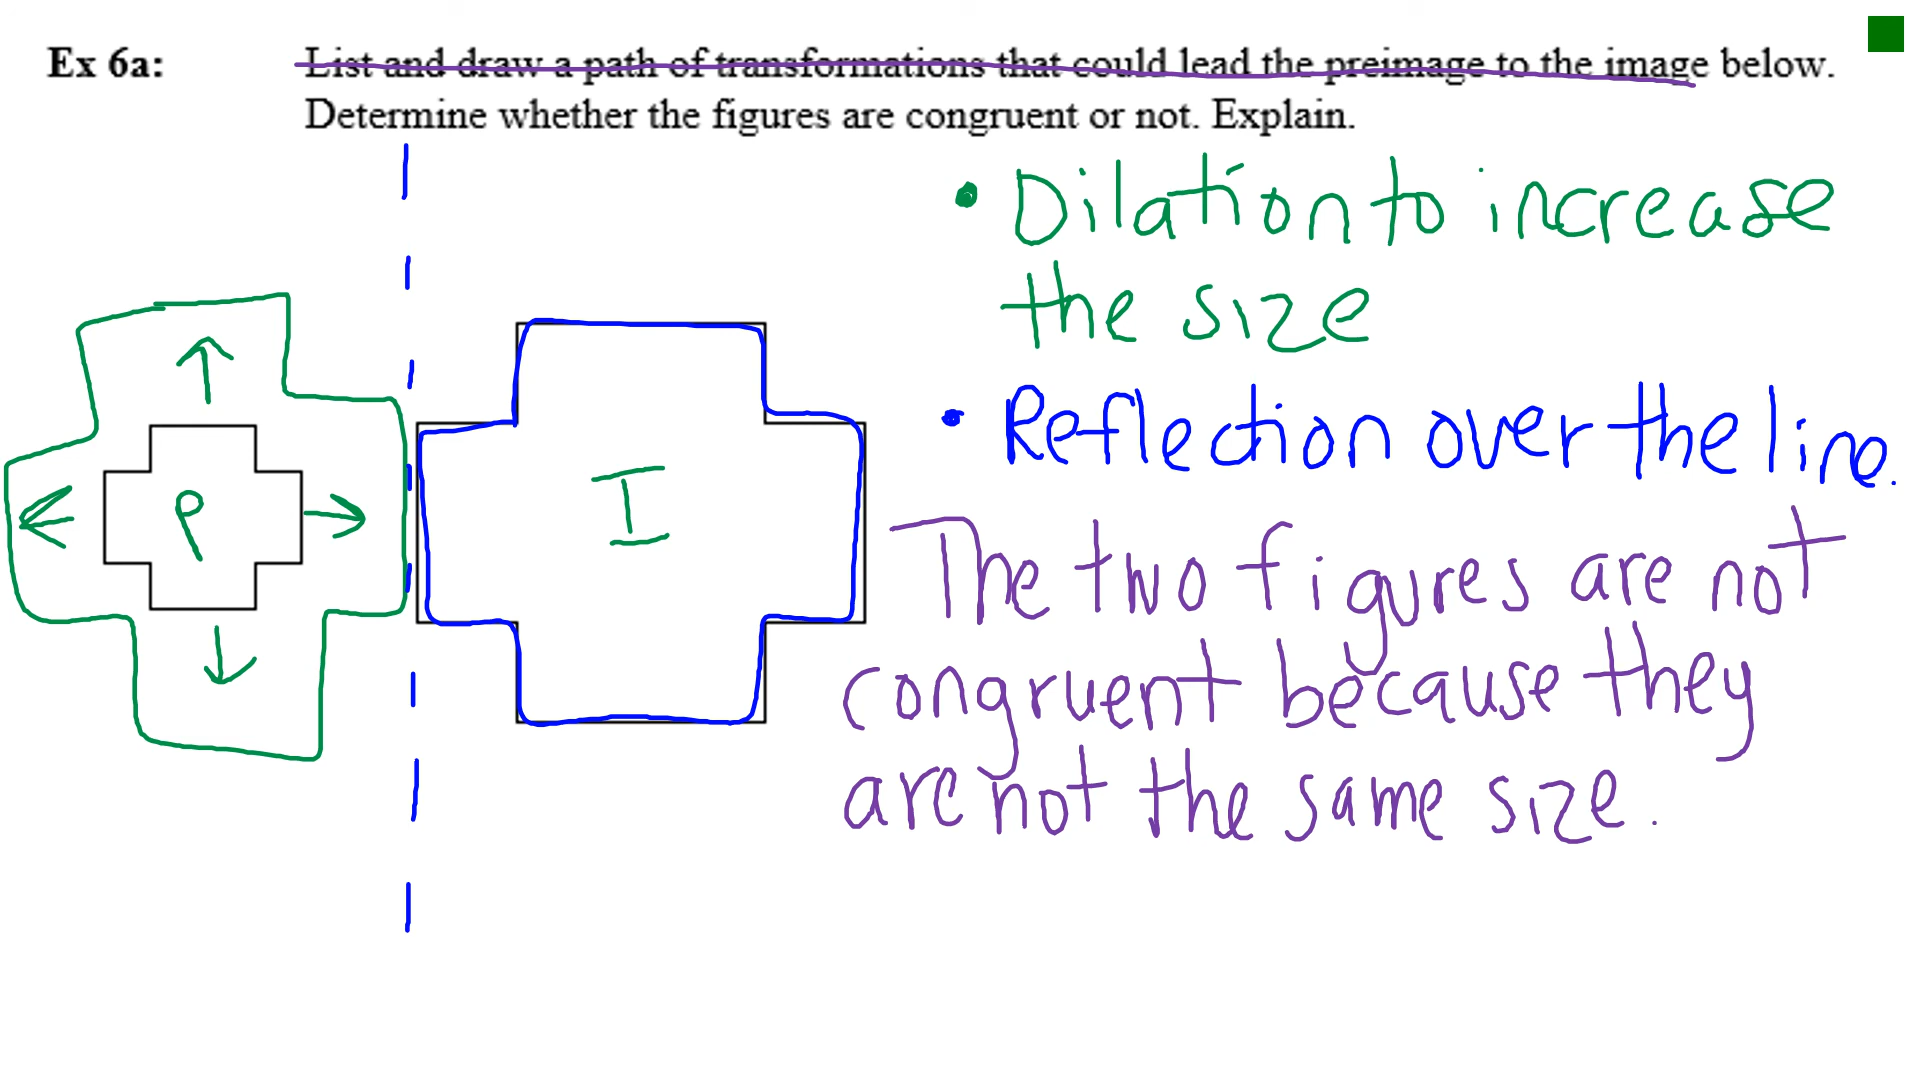 Ex 6a: List and draw a path of transformations that could lead the preimage to the image below.
Determine whether the figures are congruent or not. Explain.
• Dilation to increase
the size
• Reflection over the line.
P
I
The two figures are not
congruent because they
are not the same size.